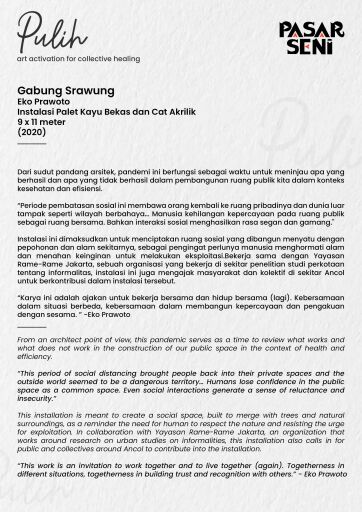 Pulih
art activation for collective healing
PASAR
SENI
Gabung Srawung
Eko Prawoto
Instalasi Palet Kayu Bekas dan Cat Akrilik
9 x 11 meter
(2020)
Dari sudut pandang arsitek, pandemi ini berfungsi sebagai waktu untuk meninjau apa yang
berhasil dan apa yang tidak berhasil dalam pembangunan ruang publik kita dalam konteks
kesehatan dan efisiensi.
"Periode pembatasan sosial ini membawa orang kembali ke ruang pribadinya dan dunia luar
tampak seperti wilayah berbahaya... Manusia kehilangan kepercayaan pada ruang publik
sebagai ruang bersama. Bahkan interaksi sosial menghasilkan rasa segan dan gamang."
Instalasi ini dimaksudkan untuk menciptakan ruang sosial yang dibangun menyatu dengan
pepohonan dan alam sekitarnya, sebagai pengingat perlunya manusia menghormati alam
dan menahan keinginan untuk melakukan eksploitasi.Bekerja sama dengan Yayasan
Rame-Rame Jakarta, sebuah organisasi yang bekerja di sekitar penelitian studi perkotaan
tentang informalitas, instalasi ini juga mengajak masyarakat dan kolektif di sekitar Ancol
untuk berkontribusi dalam instalasi tersebut.
"Karya ini adalah ajakan untuk bekerja bersama dan hidup bersama (lagi). Kebersamaan
dalam situasi berbeda, kebersamaan dalam membangun kepercayaan dan pengakuan
dengan sesama. " -Eko Prawoto
From an architect point of view, this pandemic serves as a time to review what works and
what does not work in the construction of our public space in the context of health and
efficiency.
"This period of social distancing brought people back into their private spaces and the
outside world seemed to be a dangerous territory... Humans lose confidence in the public
space as a common space. Even social interactions generate a sense of reluctance and
insecurity."
This installation is meant to create a social space, built to merge with trees and natural
surroundings, as a reminder the need for human to respect the nature and resisting the urge
for exploitation. In collaboration with Yayasan Rame-Rame Jakarta, an organization that
works around research on urban studies on informalities, this installation also calls in for
public and collectives around Ancol to contribute into the installation.
"This work is an invitation to work together and to live together (again). Togetherness in
different situations, togetherness in building trust and recognition with others." - Eko Prawoto